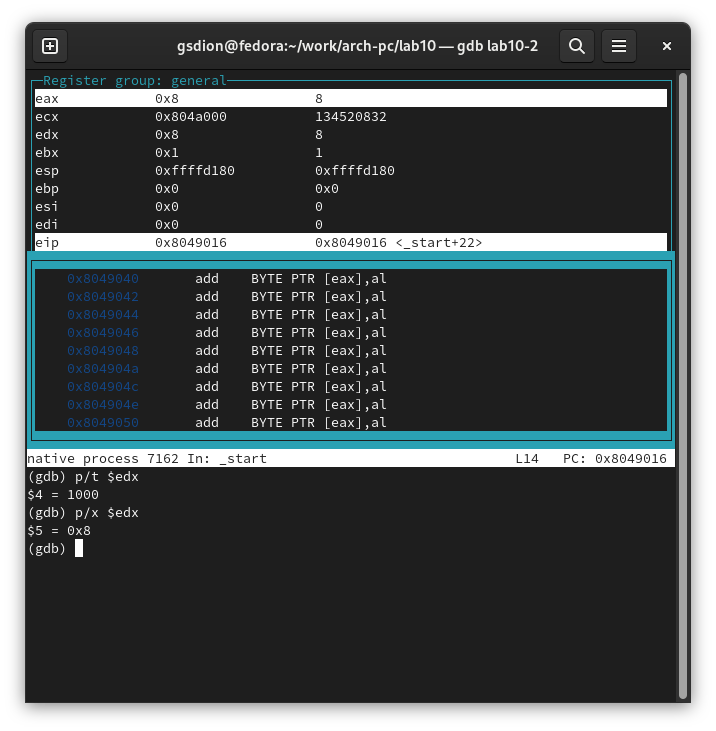 gsdion@fedora:~/work/arch-pc/lab10 — gdb lab10-2
Register group: general
eax 0x8 8
ecx 0x804a000 134520832
edx 0x8 8
ebx 0x1 1
esp 0xffffd180 0xffffd180
ebp 0x0 0x0
esi 0x0 0
edi 0x0 0
eip 0x8049016 0x8049016 <_start+22>
0x8049040 add BYTE PTR [eax],al
0x8049042 add BYTE PTR [eax],al
0x8049044 add BYTE PTR [eax],al
0x8049046 add BYTE PTR [eax],al
0x8049048 add BYTE PTR [eax],al
0x804904a add BYTE PTR [eax],al
0x804904c add BYTE PTR [eax],al
0x804904e add BYTE PTR [eax],al
0x8049050 add BYTE PTR [eax],al
native process 7162 In: _start L14 PC: 0x8049016
(gdb) p/t $edx
$4 = 1000
(gdb) p/x $edx
$5 = 0x8
(gdb)